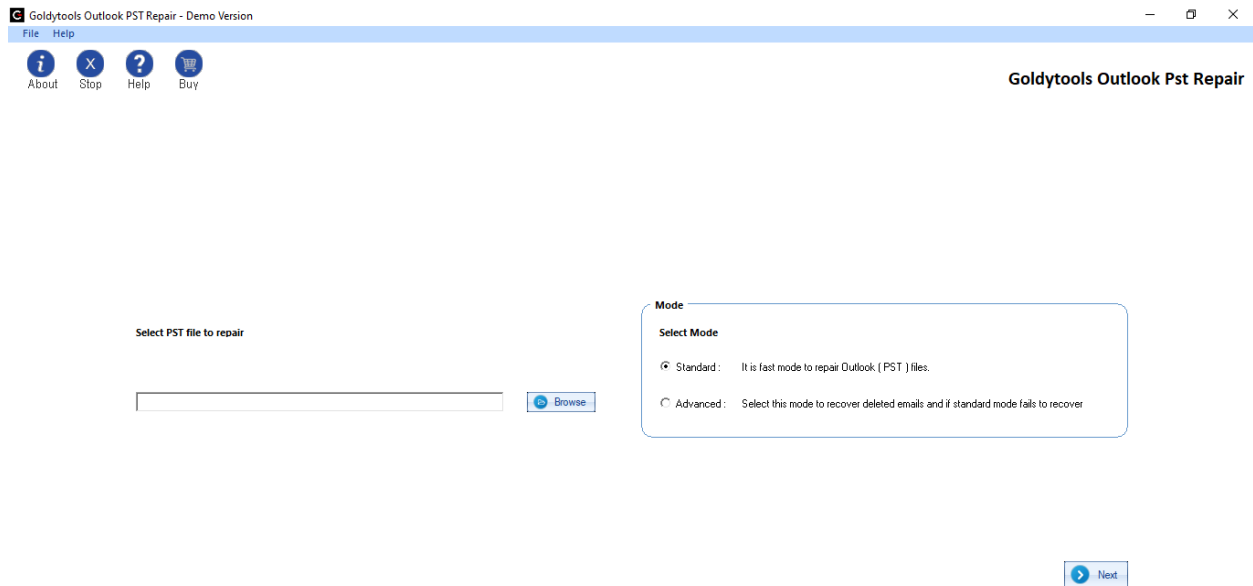 Goldytools Outlook PST Repair - Demo Version
File Help
i
X
?
About Stop Help Buy
Goldytools Outlook Pst Repair
Mode
Select PST file to repair
Select Mode
Standard : It is fast mode to repair Outlook ( PST ) files.
Browse
Advanced : Select this mode to recover deleted emails and if standard mode fails to recover
Next